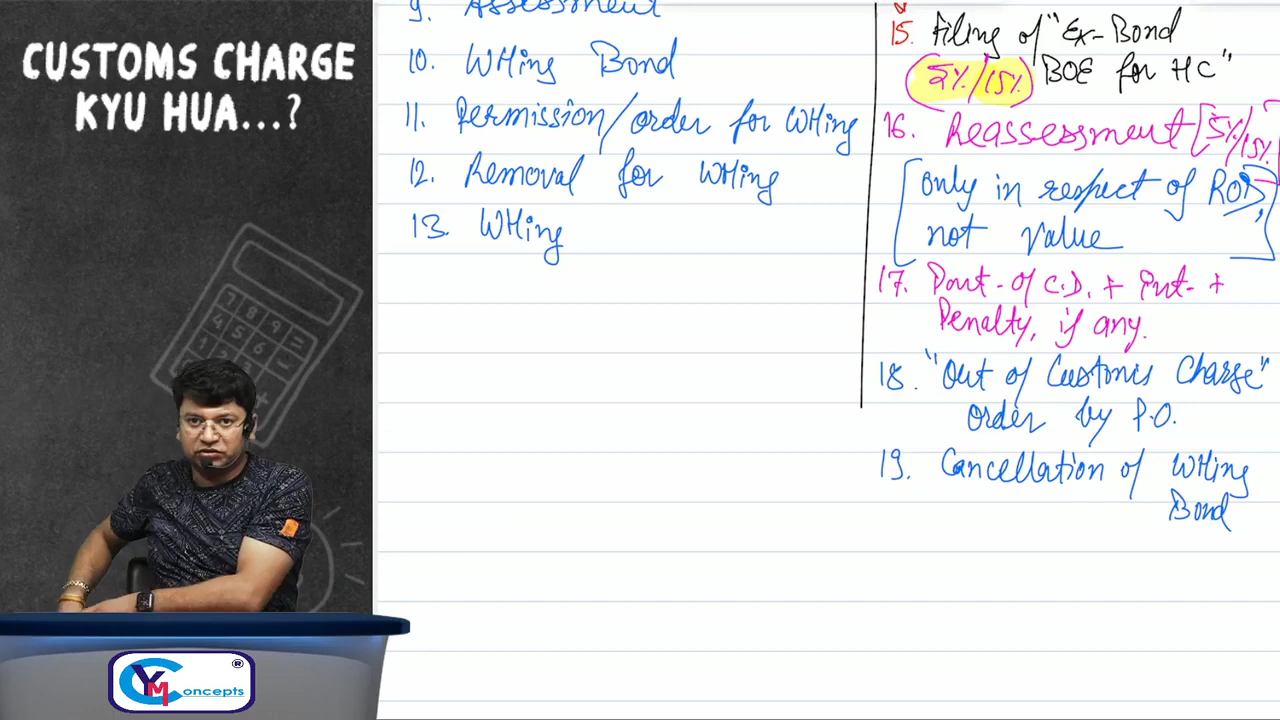 CUSTOMS CHARGE
KYU HUA...?
9. Assessment
10. WHing Bond
11. Permission/order for WHing
12. Removal for WHing
13. WHing
15. Filing of "Ex-Bond
5%/15% BOE for HC"
16. Reassessment [5%/15%
[only in respect of ROD,
not value]
17. Pmt- of C.D. + Int- +
Penalty, if any.
18. "Out of Customs Charge"
order by P.O.
19. Cancellation of WHing
Bond
YM Concepts ®